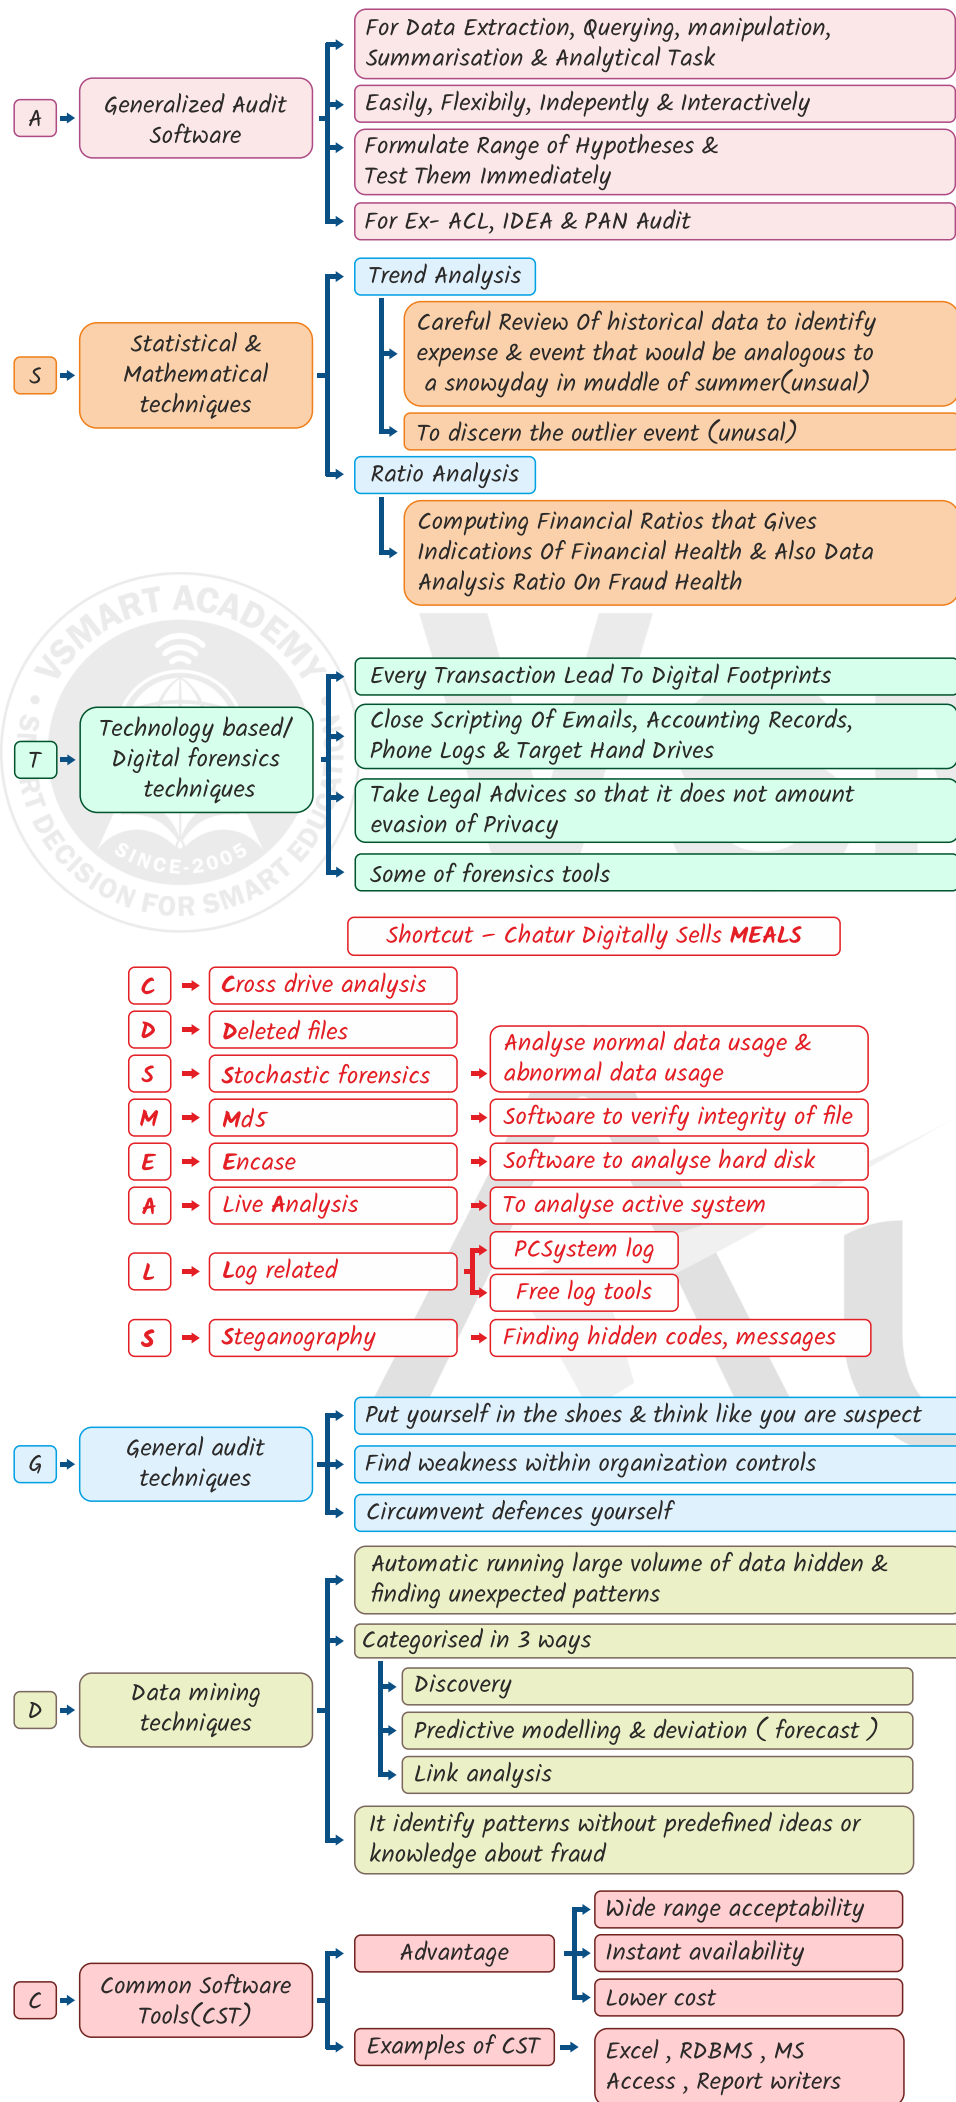 For Data Extraction, Querying, manipulation,
Summarisation & Analytical Task
A
Generalized Audit
Software
Easily, Flexibily, Indepently & Interactively
Formulate Range of Hypotheses &
Test Them Immediately
For Ex- ACL, IDEA & PAN Audit
S
Statistical &
Mathematical
techniques
Trend Analysis
Careful Review Of historical data to identify
expense & event that would be analogous to
a snowyday in muddle of summer(unsual)
To discern the outlier event (unusal)
Ratio Analysis
Computing Financial Ratios that Gives
Indications Of Financial Health & Also Data
Analysis Ratio On Fraud Health
VSMART ACADEMY
SINCE-2005
T
Technology based/
Digital forensics
techniques
Every Transaction Lead To Digital Footprints
Close Scripting Of Emails, Accounting Records,
Phone Logs & Target Hand Drives
Take Legal Advices so that it does not amount
evasion of Privacy
Some of forensics tools
Shortcut – Chatur Digitally Sells MEALS
C
Cross drive analysis
D
Deleted files
S
Stochastic forensics
Analyse normal data usage &
abnormal data usage
M
Md5
Software to verify integrity of file
E
Encase
Software to analyse hard disk
A
Live Analysis
To analyse active system
L
Log related
PCSystem log
Free log tools
S
Steganography
Finding hidden codes, messages
G
General audit
techniques
Put yourself in the shoes & think like you are suspect
Find weakness within organization controls
Circumvent defences yourself
D
Data mining
techniques
Automatic running large volume of data hidden &
finding unexpected patterns
Categorised in 3 ways
Discovery
Predictive modelling & deviation ( forecast )
Link analysis
It identify patterns without predefined ideas or
knowledge about fraud
C
Common Software
Tools(CST)
Advantage
Wide range acceptability
Instant availability
Lower cost
Examples of CST
Excel , RDBMS , MS
Access , Report writers